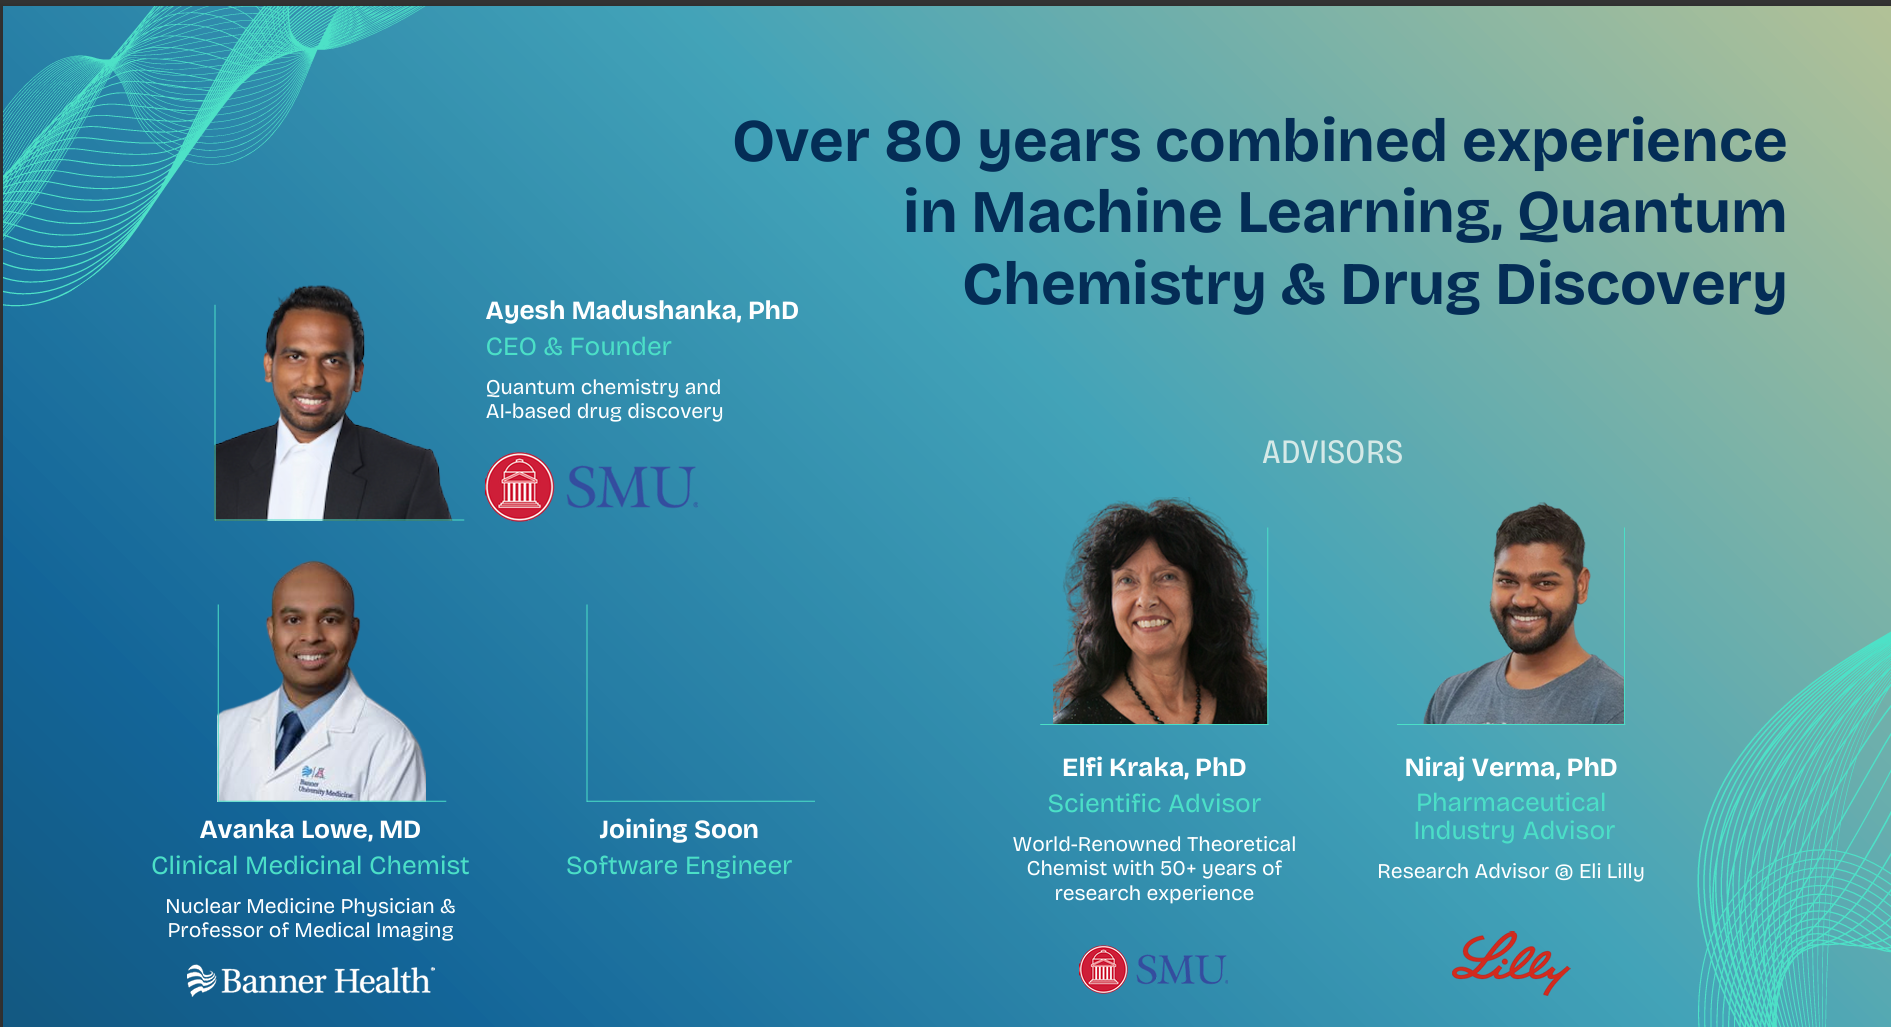 Over 80 years combined experience
in Machine Learning, Quantum
Chemistry & Drug Discovery
Ayesh Madushanka, PhD
CEO & Founder
Quantum chemistry and
AI-based drug discovery
SMU
Banner
University Medicine
Avanka Lowe, MD
Clinical Medicinal Chemist
Nuclear Medicine Physician &
Professor of Medical Imaging
Banner Health
Joining Soon
Software Engineer
ADVISORS
Elfi Kraka, PhD
Scientific Advisor
World-Renowned Theoretical
Chemist with 50+ years of
research experience
SMU
Niraj Verma, PhD
Pharmaceutical
Industry Advisor
Research Advisor @ Eli Lilly
Lilly